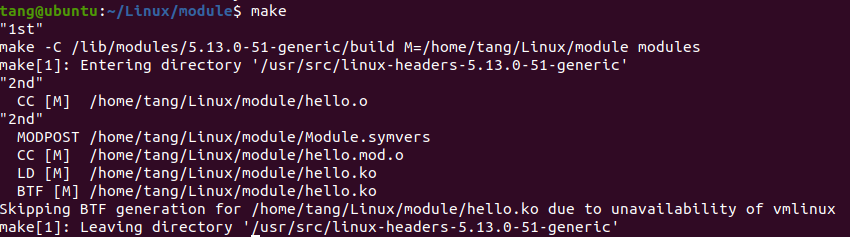 tang@ubuntu:~/Linux/module$ make
"1st"
make -C /lib/modules/5.13.0-51-generic/build M=/home/tang/Linux/module modules
make[1]: Entering directory '/usr/src/linux-headers-5.13.0-51-generic'
"2nd"
  CC [M]  /home/tang/Linux/module/hello.o
"2nd"
  MODPOST /home/tang/Linux/module/Module.symvers
  CC [M]  /home/tang/Linux/module/hello.mod.o
  LD [M]  /home/tang/Linux/module/hello.ko
  BTF [M] /home/tang/Linux/module/hello.ko
Skipping BTF generation for /home/tang/Linux/module/hello.ko due to unavailability of vmlinux
make[1]: Leaving directory '/usr/src/linux-headers-5.13.0-51-generic'